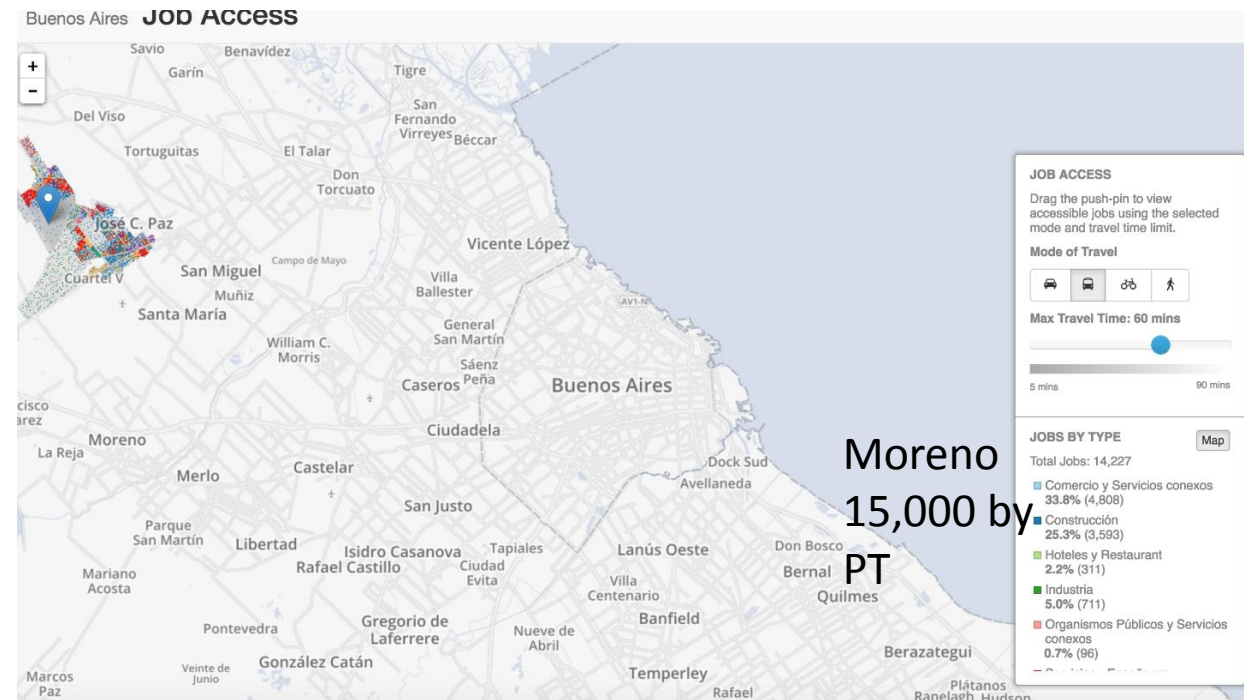 Buenos Aires Job Access
+
-
Savio
Benavídez
Garín
Tigre
San
Fernando
Virreyes
Béccar
Del Viso
Tortuguitas
El Talar
Don
Torcuato
José C. Paz
Vicente López
Campo de Mayo
San Miguel
Cuartel V
Villa
Ballester
Muñiz
Santa María
AV1-N
General
San Martín
William C.
Morris
Sáenz
Peña
Caseros
Buenos Aires
cisco
arez
Ciudadela
Moreno
La Reja
Merlo
Castelar
Dock Sud
Avellaneda
San Justo
Parque
San Martín
Libertad
Isidro Casanova
Tapiales
Rafael Castillo
Ciudad
Evita
Lanús Oeste
Don Bosco
Bernal
Quilmes
Mariano
Acosta
Villa
Centenario
Banfield
Pontevedra
Gregorio de
Laferrere
Nueve de
Abril
Berazategui
González Catán
Veinte de
Junio
Temperley
Marcos
Paz
Rafael
Plátanos
Ranelagh
Hudson
Moreno
15,000 by
PT
JOB ACCESS
Drag the push-pin to view
accessible jobs using the selected
mode and travel time limit.
Mode of Travel
Max Travel Time: 60 mins
5 mins
90 mins
JOBS BY TYPE
Map
Total Jobs: 14,227
Comercio y Servicios conexos
33.8% (4,808)
Construcción
25.3% (3,593)
Hoteles y Restaurant
2.2% (311)
Industria
5.0% (711)
Organismos Públicos y Servicios
conexos
0.7% (96)